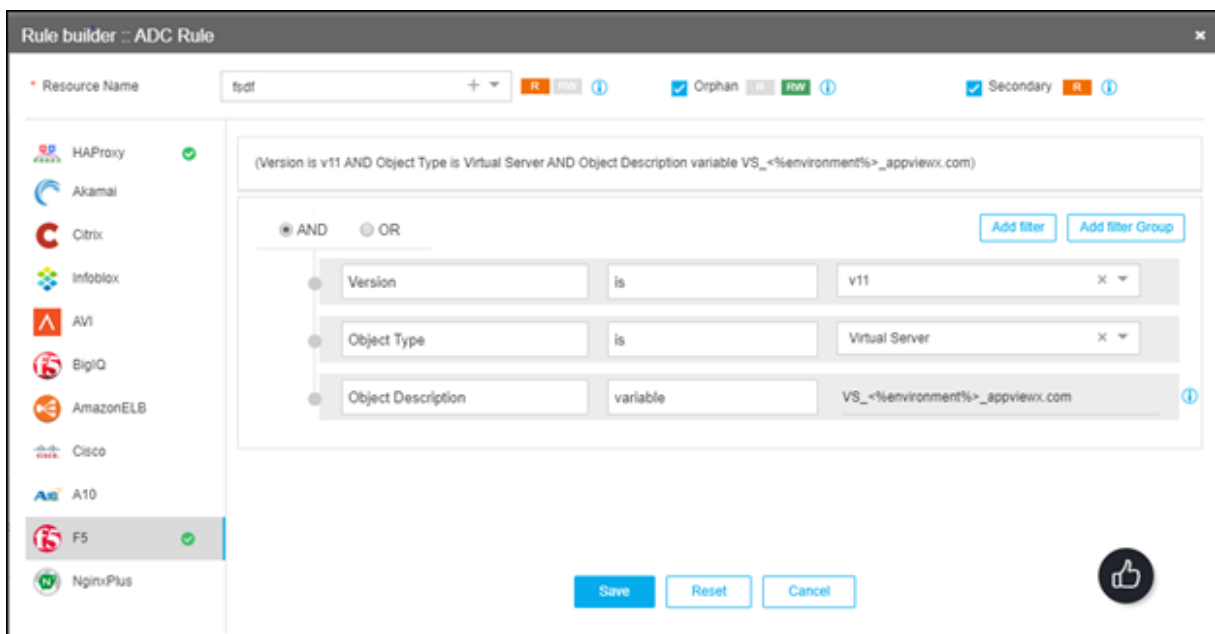 Rule builder :: ADC Rule
* Resource Name fsdf R RW Orphan R RW Secondary R
HAProxy
(Version is v11 AND Object Type is Virtual Server AND Object Description variable VS_<%environment%>_appviewx.com)
Akamai
Citrix AND OR Add filter Add filter Group
Infoblox Version is v11
AVI Object Type is Virtual Server
BigIQ
AmazonELB Object Description variable VS_<%environment%>_appviewx.com
Cisco
A10
F5
NginxPlus
Save Reset Cancel